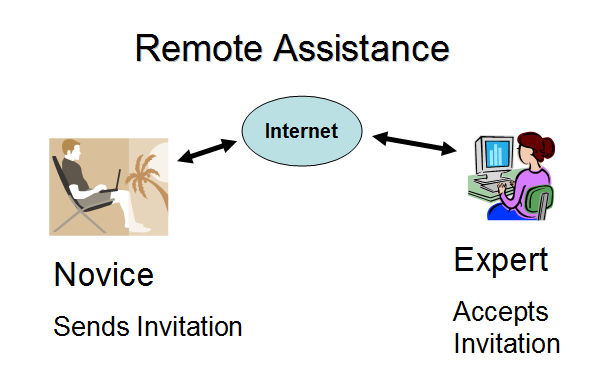 Remote Assistance
Internet
Novice
Sends Invitation
Expert
Accepts
Invitation